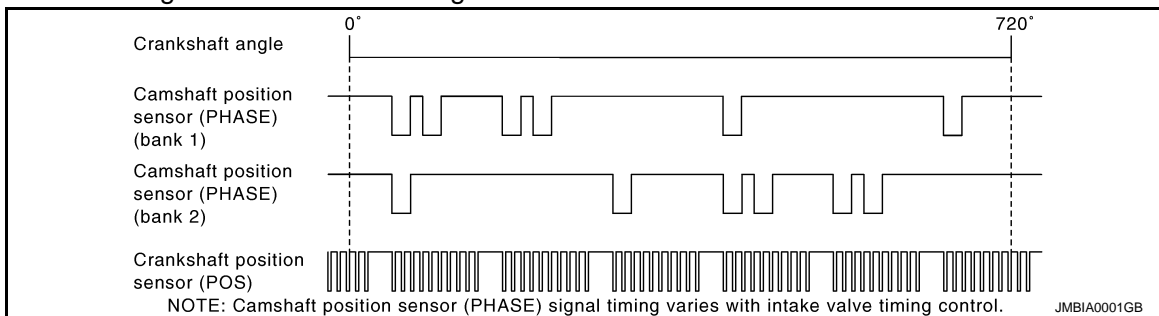 0° 720°
Crankshaft angle
Camshaft position
sensor (PHASE)
(bank 1)
Camshaft position
sensor (PHASE)
(bank 2)
Crankshaft position
sensor (POS)
NOTE: Camshaft position sensor (PHASE) signal timing varies with intake valve timing control.
JMBIA0001GB